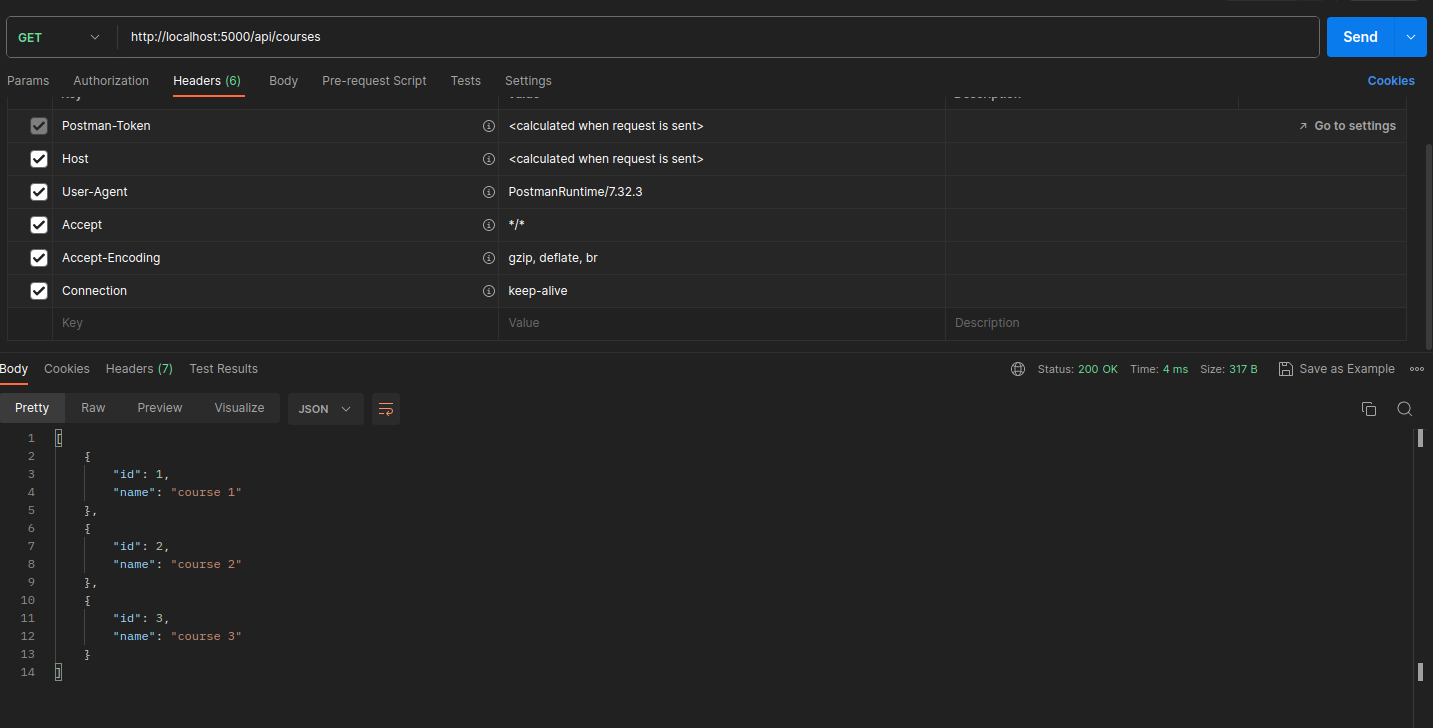 GET http://localhost:5000/api/courses Send
Params Authorization Headers (6) Body Pre-request Script Tests Settings Cookies
Postman-Token <calculated when request is sent> Go to settings
Host <calculated when request is sent>
User-Agent PostmanRuntime/7.32.3
Accept */*
Accept-Encoding gzip, deflate, br
Connection keep-alive
Key Value Description
Body Cookies Headers (7) Test Results Status: 200 OK Time: 4 ms Size: 317 B Save as Example
Pretty Raw Preview Visualize JSON
1 [
2 {
3 "id": 1,
4 "name": "course 1"
5 },
6 {
7 "id": 2,
8 "name": "course 2"
9 },
10 {
11 "id": 3,
12 "name": "course 3"
13 }
14 ]